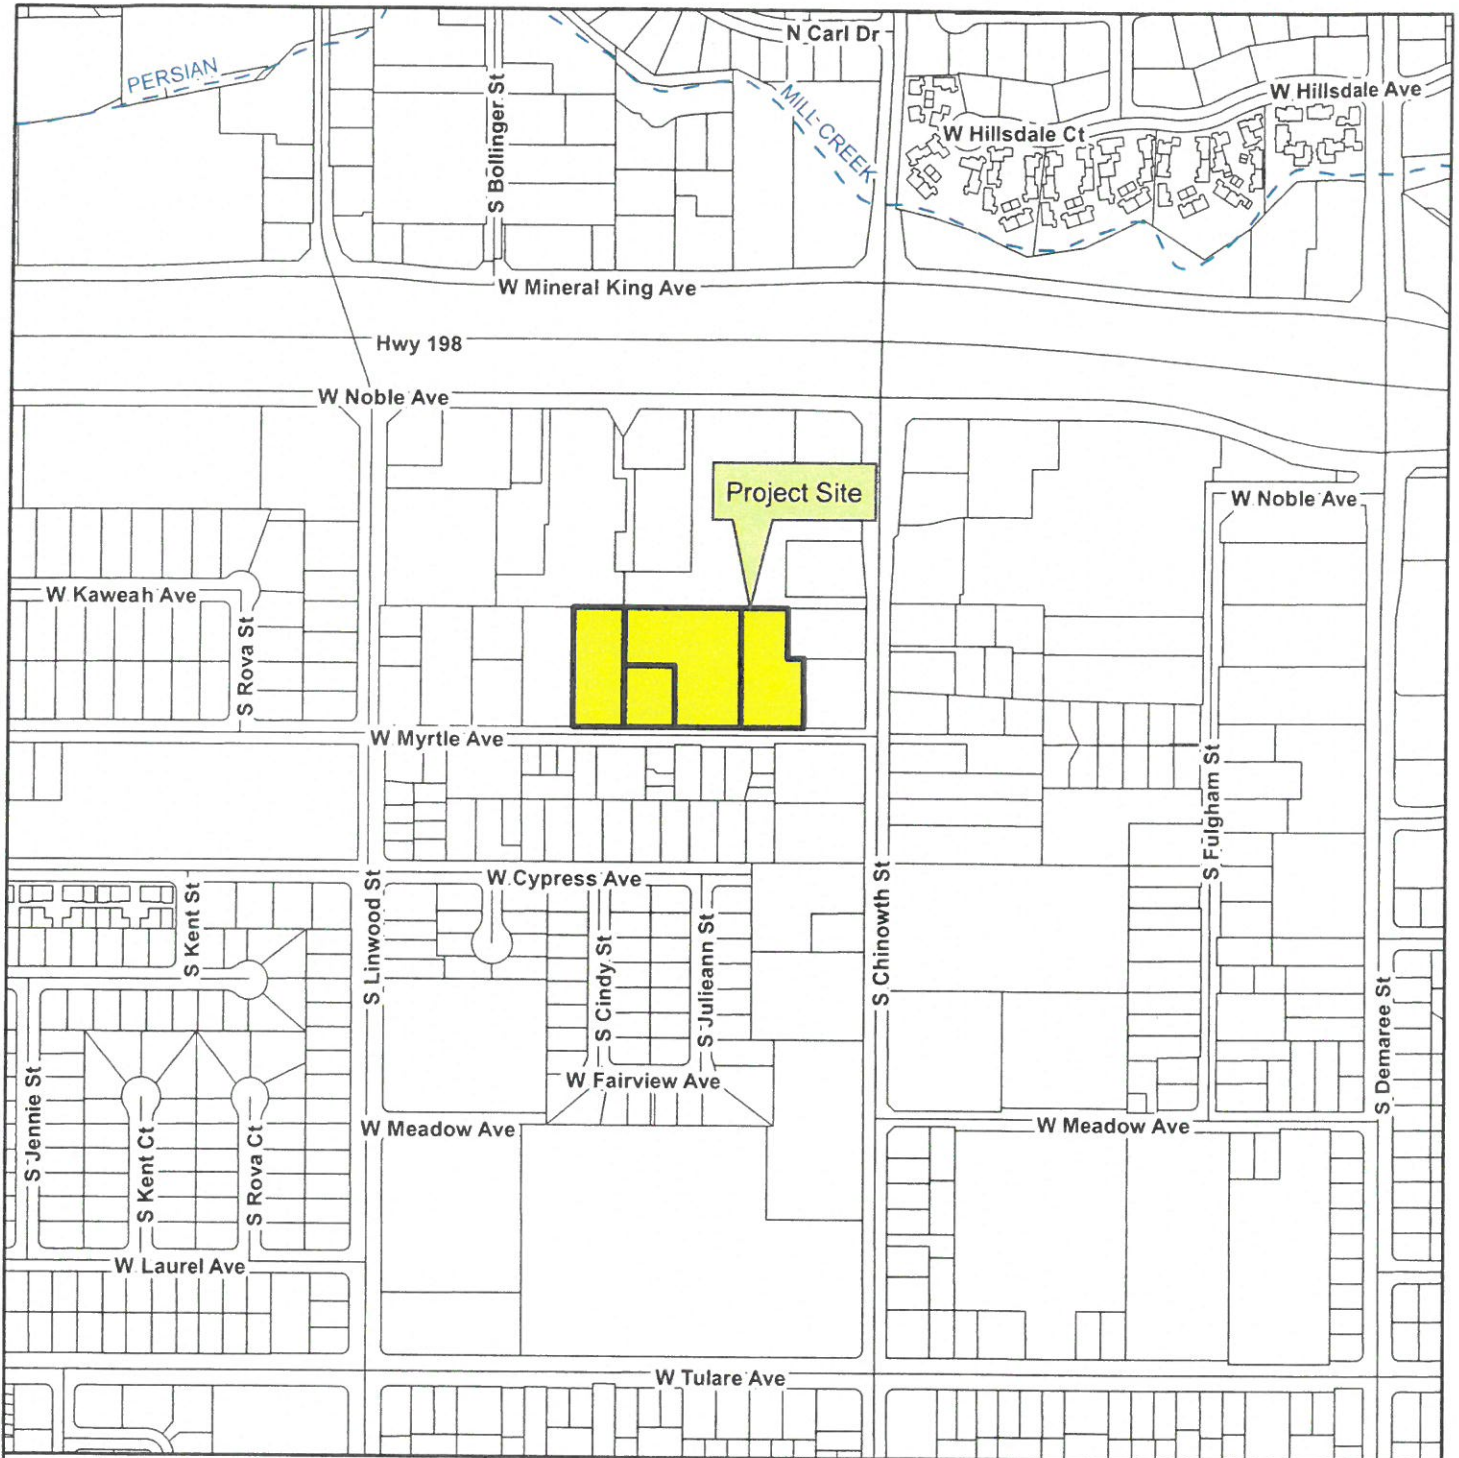 N Carl Dr
PERSIAN
W Hillsdale Ave
MILL CREEK
W Hillsdale Ct
S Bollinger St
W Mineral King Ave
Hwy 198
W Noble Ave
Project Site
W Noble Ave
W Kaweah Ave
S Rova St
W Myrtle Ave
S Fulgham St
W Cypress Ave
S Kent St
S Linwood St
S Cindy St
S Julieann St
S Chinowth St
S Demaree St
W Fairview Ave
S Jennie St
W Meadow Ave
W Meadow Ave
S Kent Ct
S Rova Ct
W Laurel Ave
W Tulare Ave